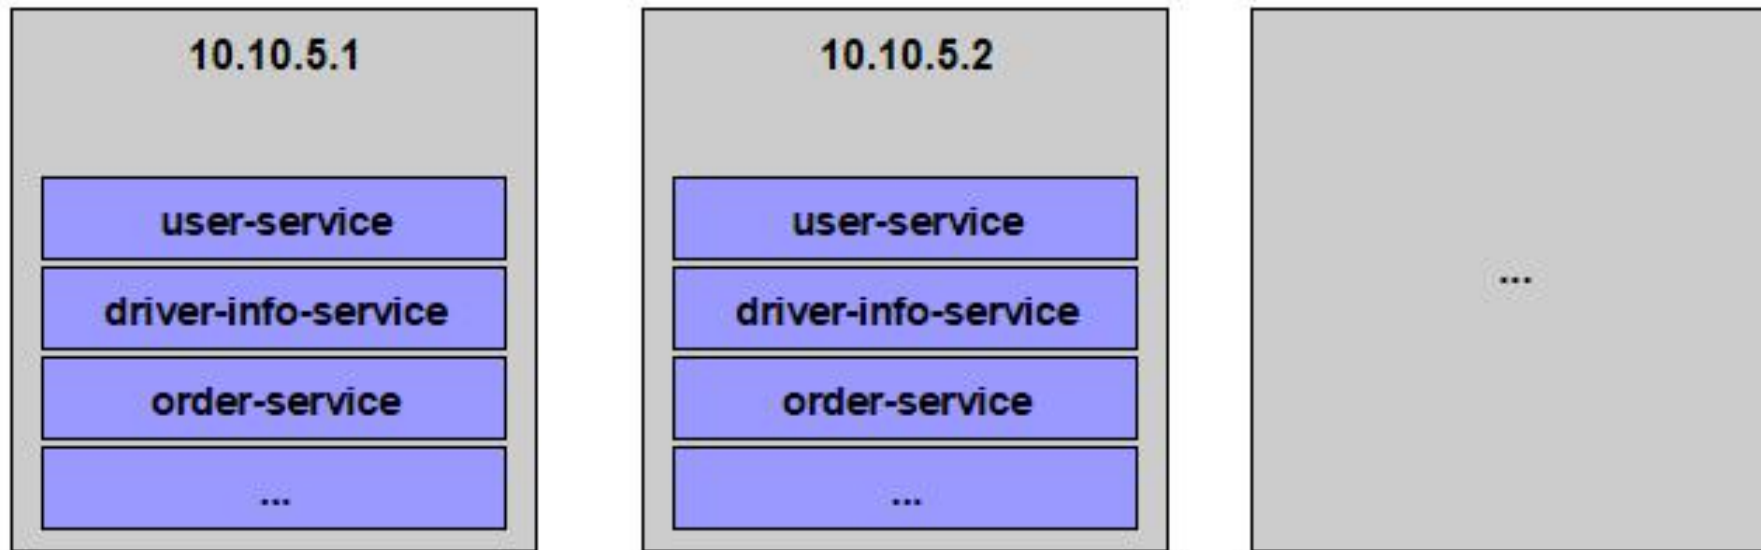 10.10.5.1
user-service
driver-info-service
order-service
...
10.10.5.2
user-service
driver-info-service
order-service
...
...